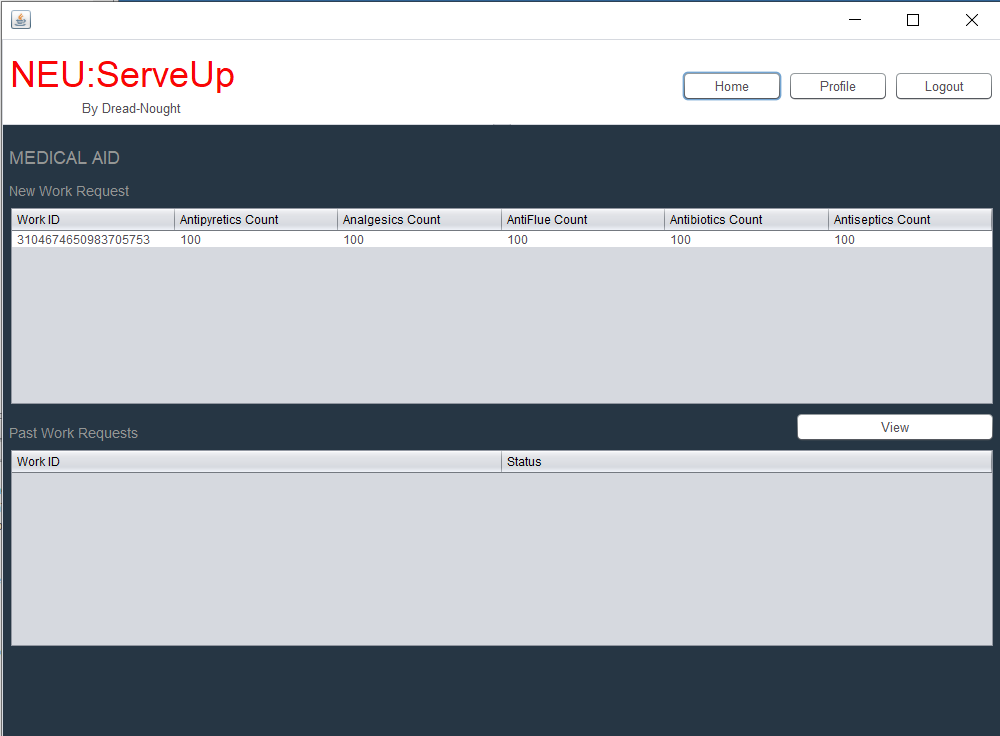 NEU:ServeUp
By Dread-Nought
Home Profile Logout
MEDICAL AID
New Work Request
Work ID Antipyretics Count Analgesics Count AntiFlue Count Antibiotics Count Antiseptics Count
3104674650983705753 100 100 100 100 100
View
Past Work Requests
Work ID Status